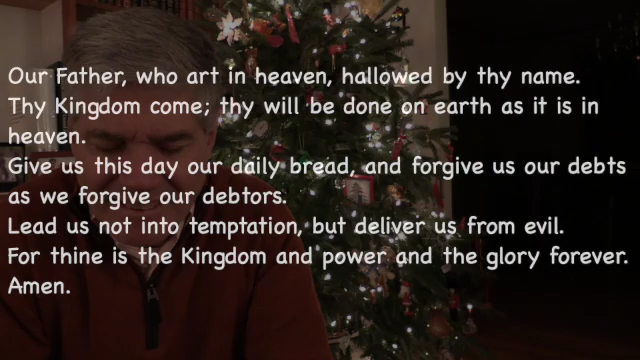 Our Father, who art in heaven, hallowed by thy name.
Thy Kingdom come; thy will be done on earth as it is in
heaven.
Give us this day our daily bread, and forgive us our debts
as we forgive our debtors.
Lead us not into temptation, but deliver us from evil.
For thine is the Kingdom and power and the glory forever.
Amen.